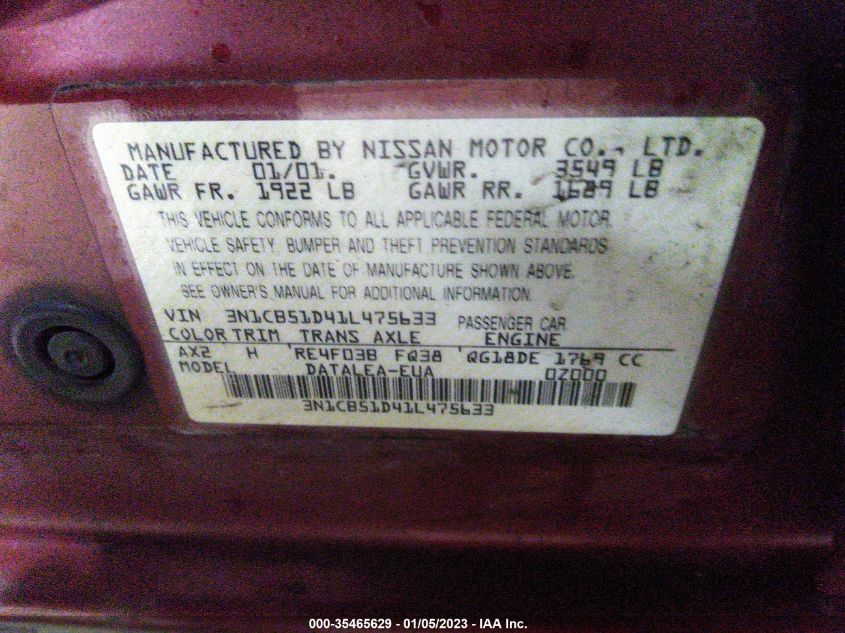 MANUFACTURED BY NISSAN MOTOR CO., LTD.
DATE 01/01. GVWR. 3549 LB
GAWR FR. 1922 LB GAWR RR. 1629 LB
THIS VEHICLE CONFORMS TO ALL APPLICABLE FEDERAL MOTOR
VEHICLE SAFETY, BUMPER AND THEFT PREVENTION STANDARDS
IN EFFECT ON THE DATE OF MANUFACTURE SHOWN ABOVE.
SEE OWNER'S MANUAL FOR ADDITIONAL INFORMATION.
VIN 3N1CB51D41L475633 PASSENGER CAR
COLOR TRIM TRANS AXLE ENGINE
AX2 H RE4F03B FQ38 QG18DE 1769 CC
MODEL DATALEA-EUA 0Z000
3N1CB51D41L475633
000-35465629 - 01/05/2023 - IAA Inc.